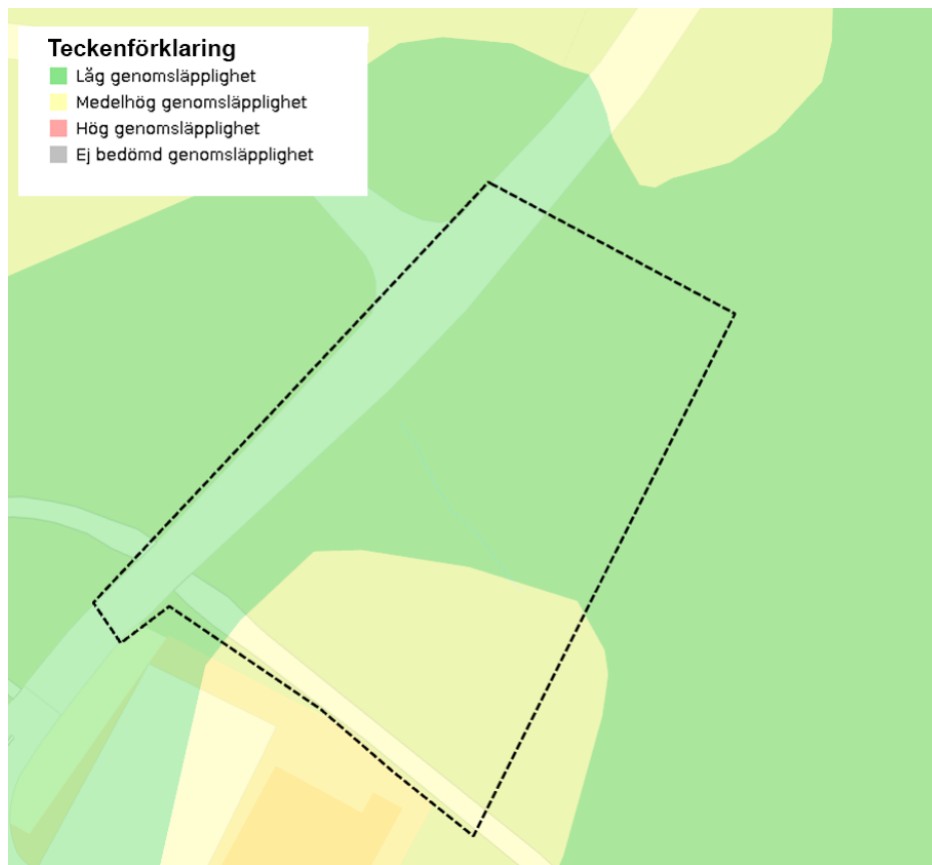 Teckenförklaring
Låg genomsläpplighet
Medelhög genomsläpplighet
Hög genomsläpplighet
Ej bedömd genomsläpplighet